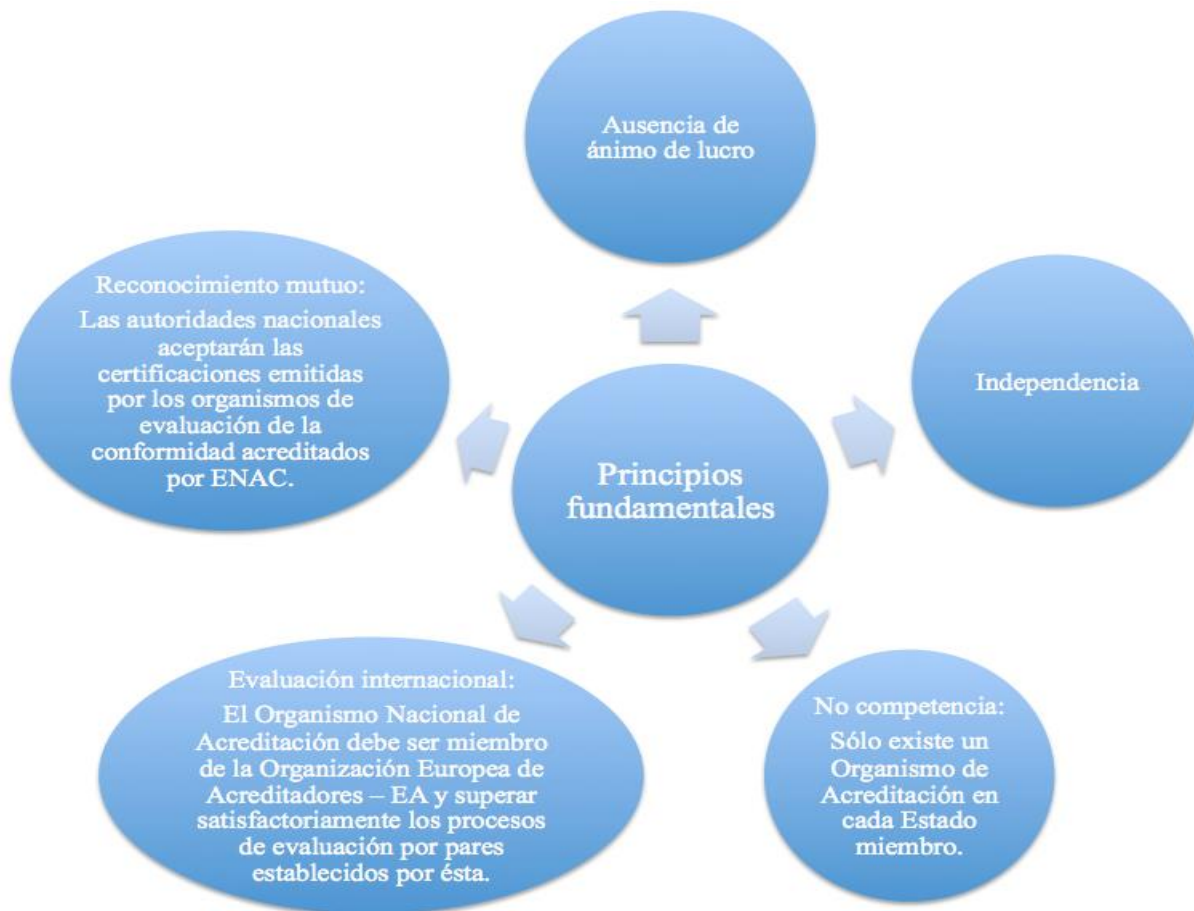 Ausencia de
ánimo de lucro
Reconocimiento mutuo:
Las autoridades nacionales
aceptarán las
certificaciones emitidas
por los organismos de
evaluación de la
conformidad acreditados
por ENAC.
Independencia
Principios
fundamentales
Evaluación internacional:
El Organismo Nacional de
Acreditación debe ser miembro
de la Organización Europea de
Acreditadores – EA y superar
satisfactoriamente los procesos
de evaluación por pares
establecidos por ésta.
No competencia:
Sólo existe un
Organismo de
Acreditación en
cada Estado
miembro.